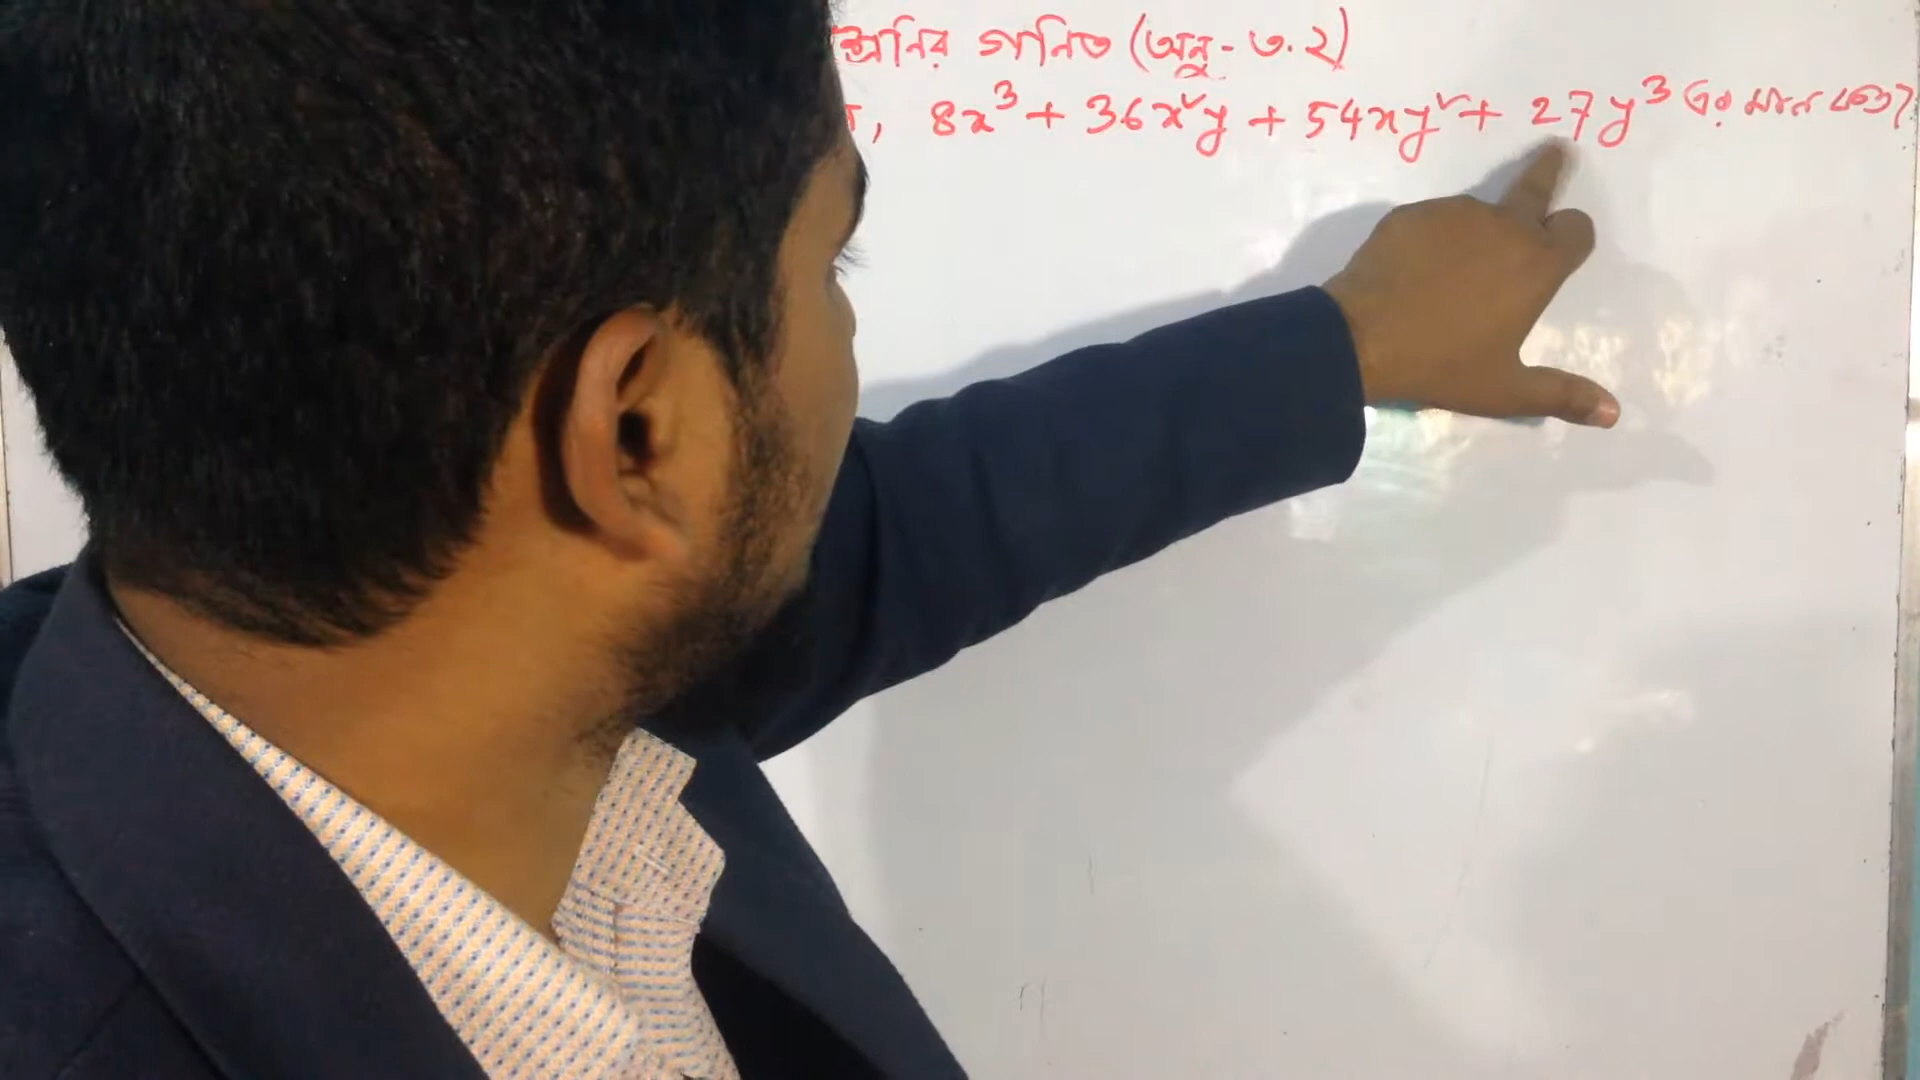 শ্রেনির গনিত (অনু-৩.২)
, 8x³ + 36x²y + 54xy² + 27y³ এর মান কত?